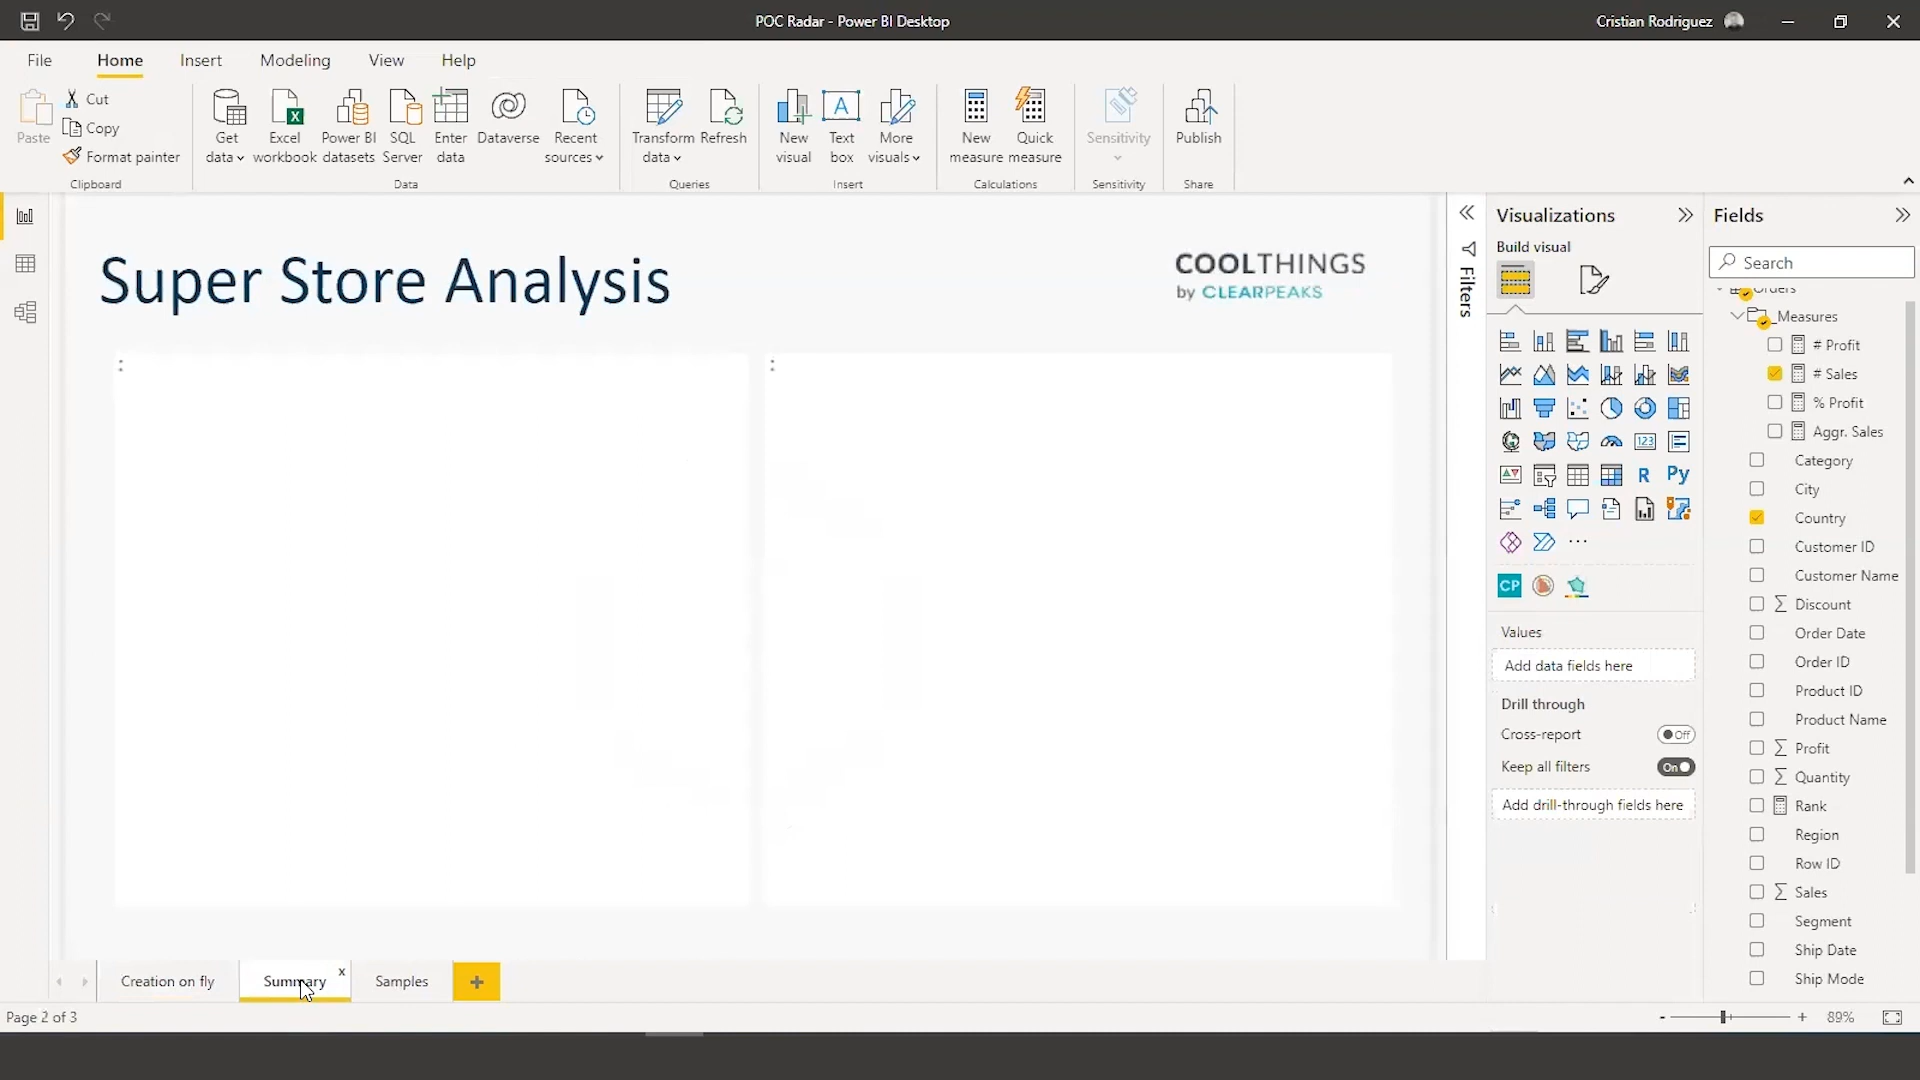 POC Radar - Power BI Desktop
Cristian Rodriguez
File
Home
Insert
Modeling
View
Help
Paste
Cut
Copy
Format painter
Clipboard
Get data
Excel workbook
Power BI datasets
SQL Server
Enter data
Dataverse
Recent sources
Data
Transform data
Refresh
Queries
New visual
Text box
More visuals
Insert
New measure
Quick measure
Calculations
Sensitivity
Sensitivity
Publish
Share
Super Store Analysis
COOLTHINGS
by CLEARPEAKS
Filters
Visualizations
Build visual
123
R
Py
CP
Values
Add data fields here
Drill through
Cross-report
Off
Keep all filters
On
Add drill-through fields here
Fields
Search
Orders
_Measures
# Profit
# Sales
% Profit
Aggr. Sales
Category
City
Country
Customer ID
Customer Name
Discount
Order Date
Order ID
Product ID
Product Name
Profit
Quantity
Rank
Region
Row ID
Sales
Segment
Ship Date
Ship Mode
Creation on fly
Summary
x
Samples
+
Page 2 of 3
- + 89%